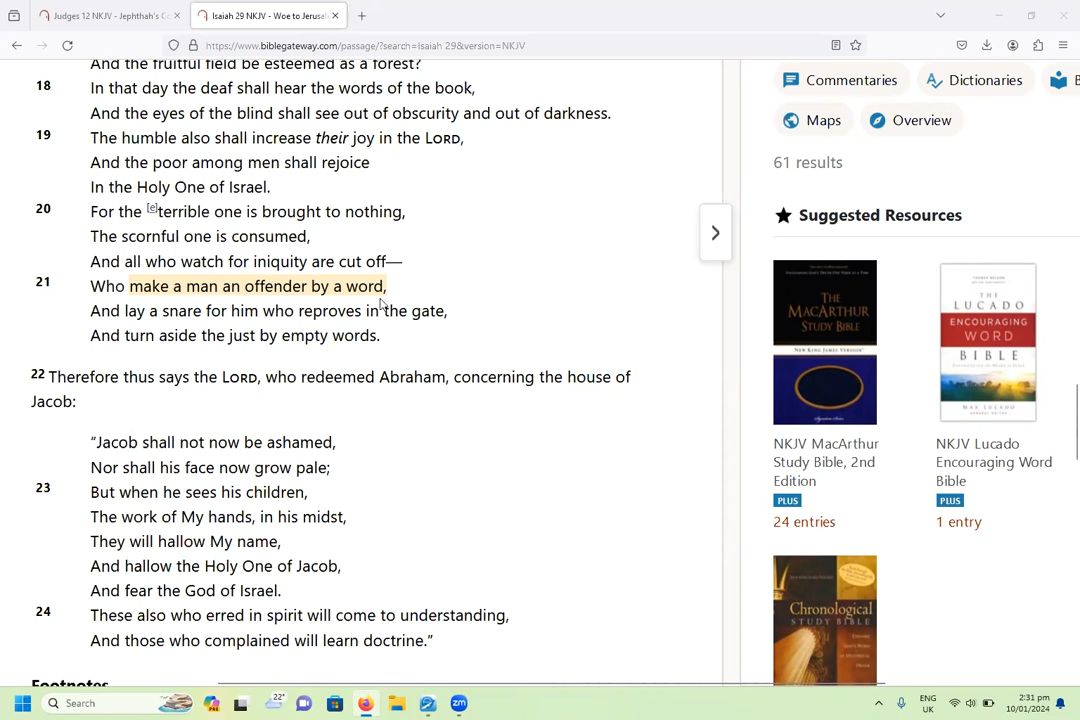 Judges 12 NKJV - Jephthah's C
Isaiah 29 NKJV - Woe to Jerusal
https://www.biblegateway.com/passage/?search=Isaiah 29&version=NKJV
And the fruitful field be esteemed as a forest?
18 In that day the deaf shall hear the words of the book,
And the eyes of the blind shall see out of obscurity and out of darkness.
19 The humble also shall increase their joy in the LORD,
And the poor among men shall rejoice
In the Holy One of Israel.
20 For the [e]terrible one is brought to nothing,
The scornful one is consumed,
And all who watch for iniquity are cut off—
21 Who make a man an offender by a word,
And lay a snare for him who reproves in the gate,
And turn aside the just by empty words.
22 Therefore thus says the LORD, who redeemed Abraham, concerning the house of
Jacob:
“Jacob shall not now be ashamed,
Nor shall his face now grow pale;
23 But when he sees his children,
The work of My hands, in his midst,
They will hallow My name,
And hallow the Holy One of Jacob,
And fear the God of Israel.
24 These also who erred in spirit will come to understanding,
And those who complained will learn doctrine.”
Footnotes
Commentaries
Dictionaries
B
Maps
Overview
61 results
Suggested Resources
THE
MACARTHUR
STUDY BIBLE
NEW KING JAMES VERSION
THE
LUCADO
ENCOURAGING
WORD
BIBLE
MAX LUCADO
NKJV MacArthur
Study Bible, 2nd
Edition
PLUS
24 entries
NKJV Lucado
Encouraging Word
Bible
PLUS
1 entry
THE
Chronological
STUDY BIBLE
Search
PRE
22°
zm
ENG
UK
2:31 pm
10/01/2024